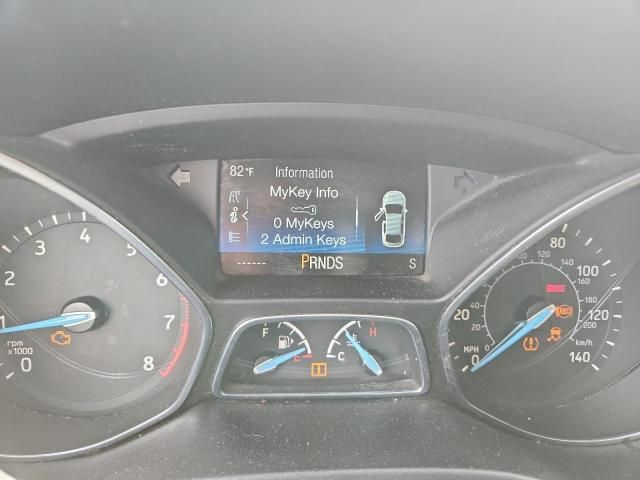 82°F Information
MyKey Info
0 MyKeys
2 Admin Keys
------ PRNDS S
0 1 2 3 4 5 6 7 8
rpm
x1000
F E
C H
0 20 40 60 80 100 120 140
0 20 40 60 80 100 120 140 160 180 200
MPH
km/h
BRAKE
ABS